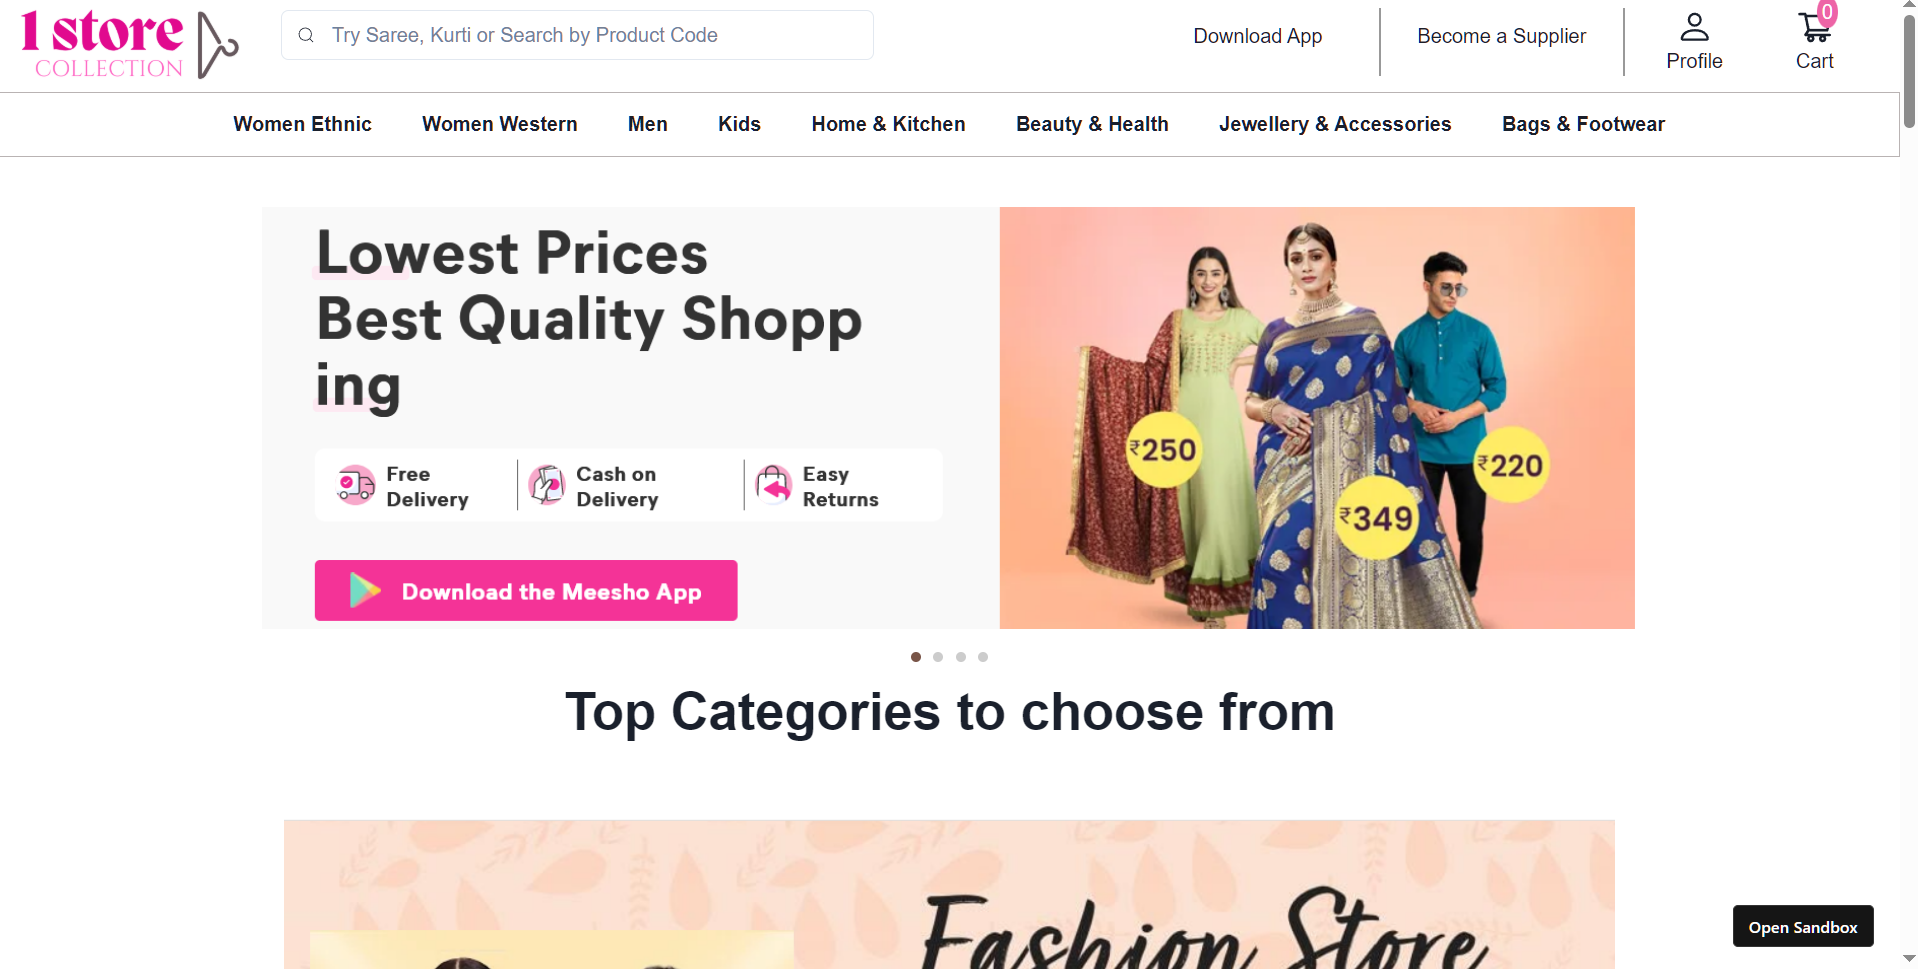 1 store
COLLECTION
Try Saree, Kurti or Search by Product Code
Download App
Become a Supplier
Profile
0
Cart
Women Ethnic
Women Western
Men
Kids
Home & Kitchen
Beauty & Health
Jewellery & Accessories
Bags & Footwear
Lowest Prices
Best Quality Shopp
ing
Free
Delivery
Cash on
Delivery
Easy
Returns
Download the Meesho App
₹250
₹349
₹220
Top Categories to choose from
Fashion Store
Open Sandbox